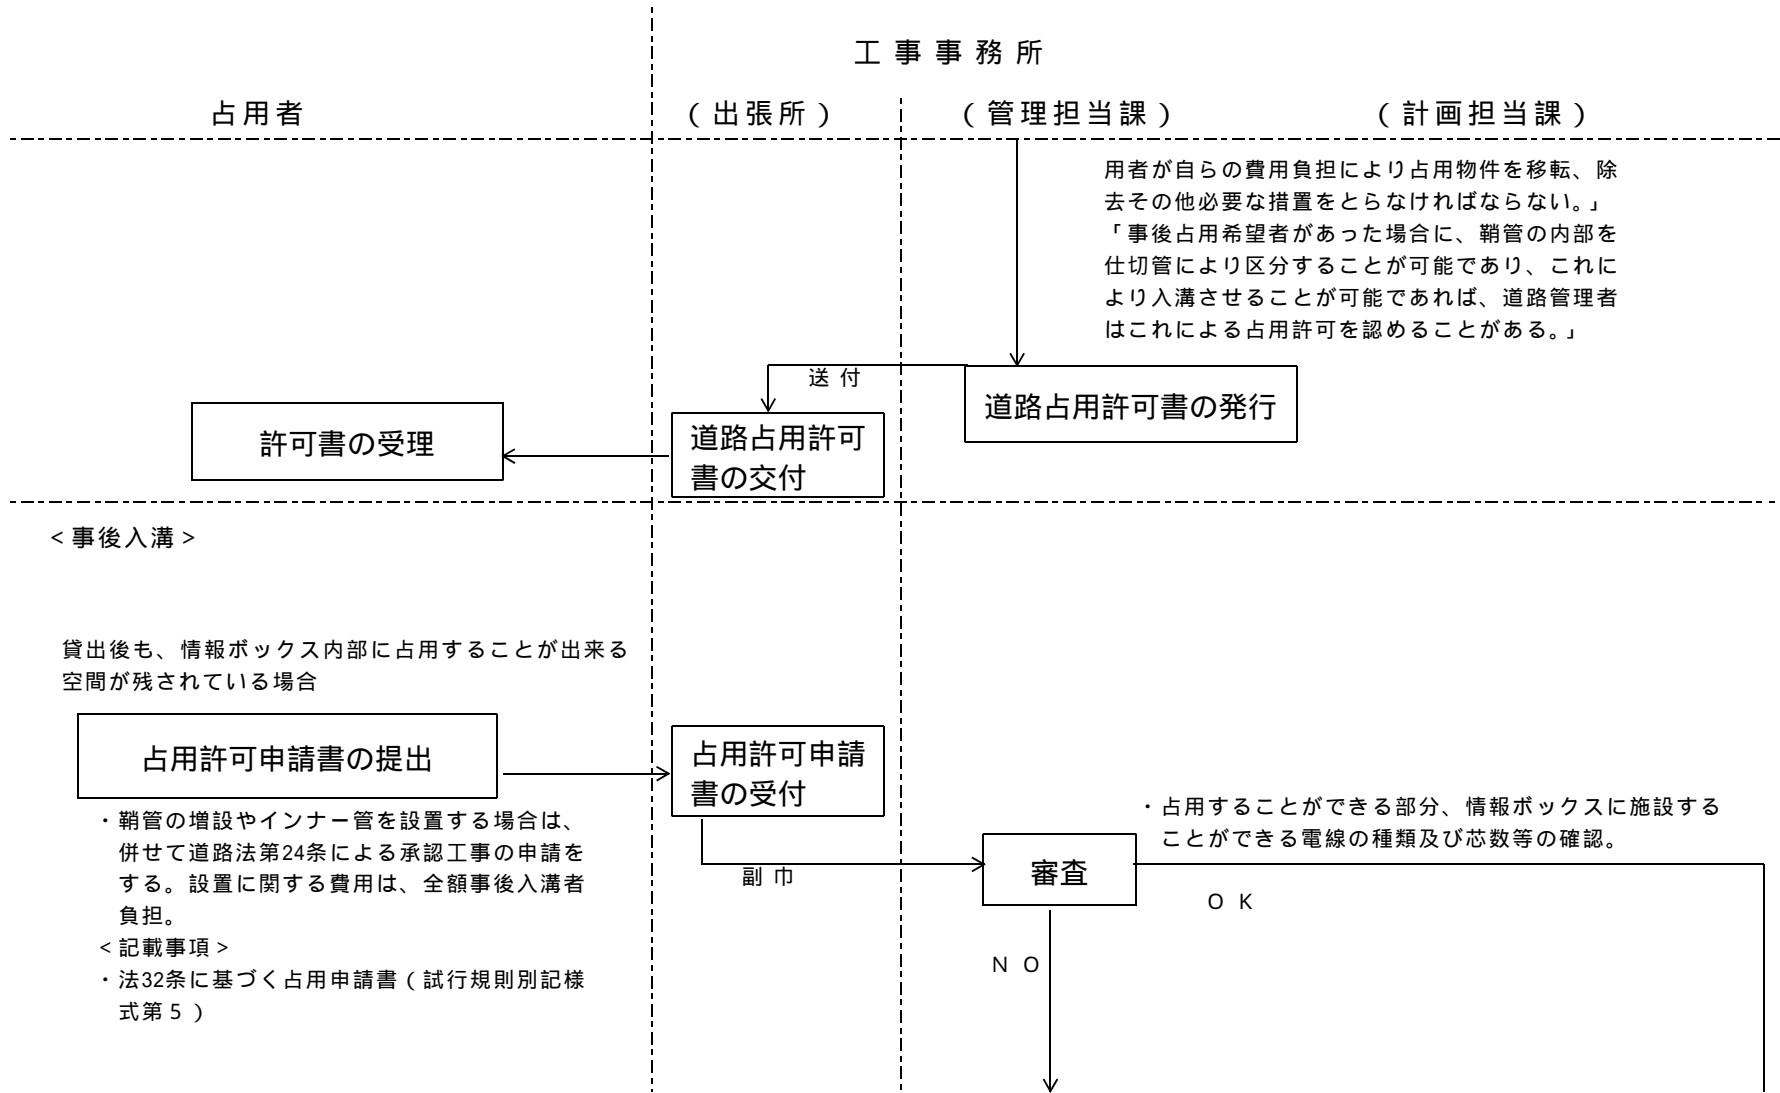 工事事務所
占用者
（出張所）
（管理担当課）
（計画担当課）
用者が自らの費用負担により占用物件を移転、除
去その他必要な措置をとらなければならない。」
「事後占用希望者があった場合に、鞘管の内部を
仕切管により区分することが可能であり、これに
より入溝させることが可能であれば、道路管理者
はこれによる占用許可を認めることがある。」
送付
道路占用許可書の発行
道路占用許可
書の交付
許可書の受理
＜事後入溝＞
貸出後も、情報ボックス内部に占用することが出来る
空間が残されている場合
占用許可申請書の提出
占用許可申請
書の受付
・鞘管の増設やインナー管を設置する場合は、
併せて道路法第24条による承認工事の申請を
する。設置に関する費用は、全額事後入溝者
負担。
＜記載事項＞
・法32条に基づく占用申請書（試行規則別記様
式第５）
副巾
審査
・占用することができる部分、情報ボックスに施設する
ことができる電線の種類及び芯数等の確認。
ＯＫ
ＮＯ